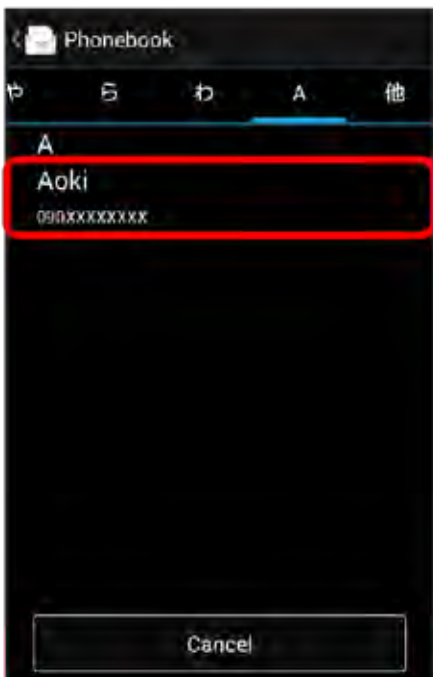 Phonebook
や ら わ A 他
A
Aoki
090XXXXXXXX
Cancel